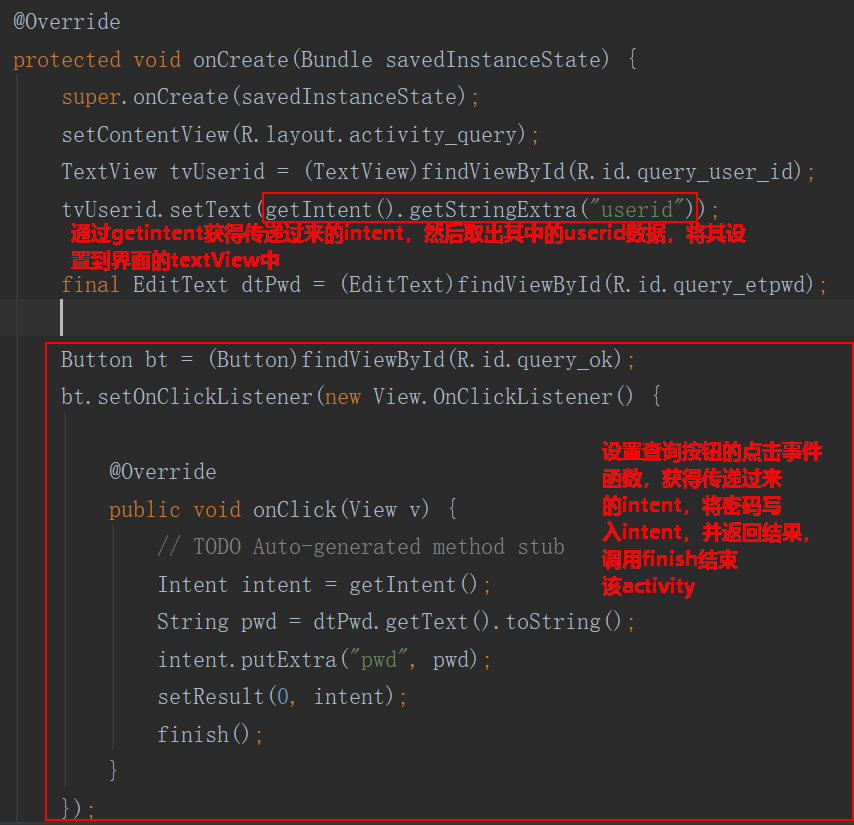 @Override
protected void onCreate(Bundle savedInstanceState) {
super.onCreate(savedInstanceState);
setContentView(R.layout.activity_query);
TextView tvUserid = (TextView)findViewById(R.id.query_user_id);
tvUserid.setText(getIntent().getStringExtra("userid"));
通过getintent获得传递过来的intent，然后取出其中的userid数据，将其设
置到界面的textView中
final EditText dtPwd = (EditText)findViewById(R.id.query_etpwd);
Button bt = (Button)findViewById(R.id.query_ok);
bt.setOnClickListener(new View.OnClickListener() {
设置查询按钮的点击事件
函数，获得传递过来
的intent，将密码写
入intent，并返回结果，
调用finish结束
该activity
@Override
public void onClick(View v) {
// TODO Auto-generated method stub
Intent intent = getIntent();
String pwd = dtPwd.getText().toString();
intent.putExtra("pwd", pwd);
setResult(0, intent);
finish();
}
});